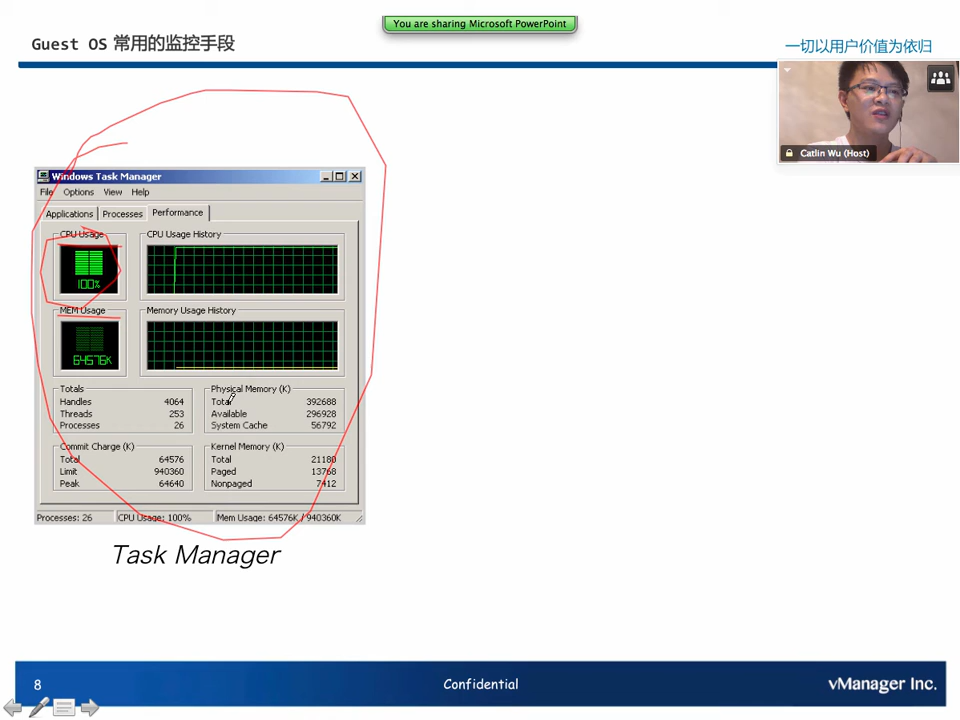 You are sharing Microsoft PowerPoint
Guest OS 常用的监控手段
一切以用户价值为依归
Catlin Wu (Host)
Windows Task Manager
File Options View Help
Applications Processes Performance
CPU Usage CPU Usage History
100%
MEM Usage Memory Usage History
64576K
Totals
Handles 4064
Threads 253
Processes 26
Physical Memory (K)
Total 392688
Available 296928
System Cache 56792
Commit Charge (K)
Total 64576
Limit 940360
Peak 64640
Kernel Memory (K)
Total 21180
Paged 13768
Nonpaged 7412
Processes: 26 CPU Usage: 100% Mem Usage: 64576K / 940360K
Task Manager
8 Confidential vManager Inc.